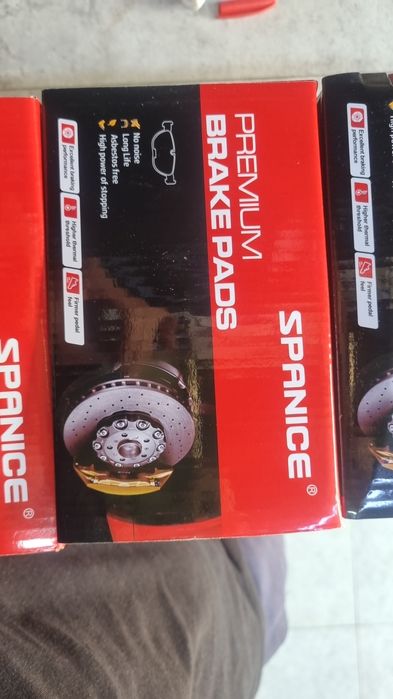 SPANICE®
PREMIUM
BRAKE PADS
No noise
Long Life
Asbestos free
High power of stopping
Excellent braking
performance
Higher thermal
threshold
Firmer pedal
feel
SPANICE®
Excellent braking
performance
Higher thermal
threshold
Firmer pedal
feel